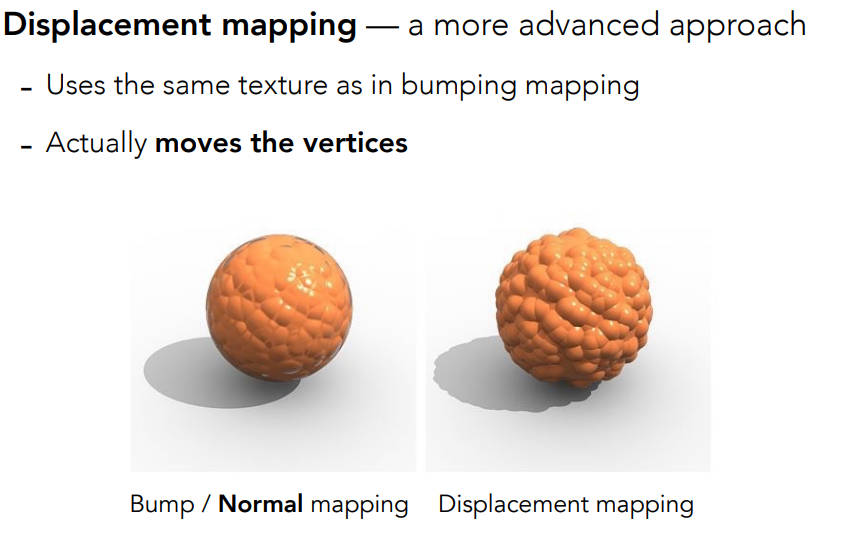 Displacement mapping — a more advanced approach
- Uses the same texture as in bumping mapping
- Actually moves the vertices
Bump / Normal mapping
Displacement mapping